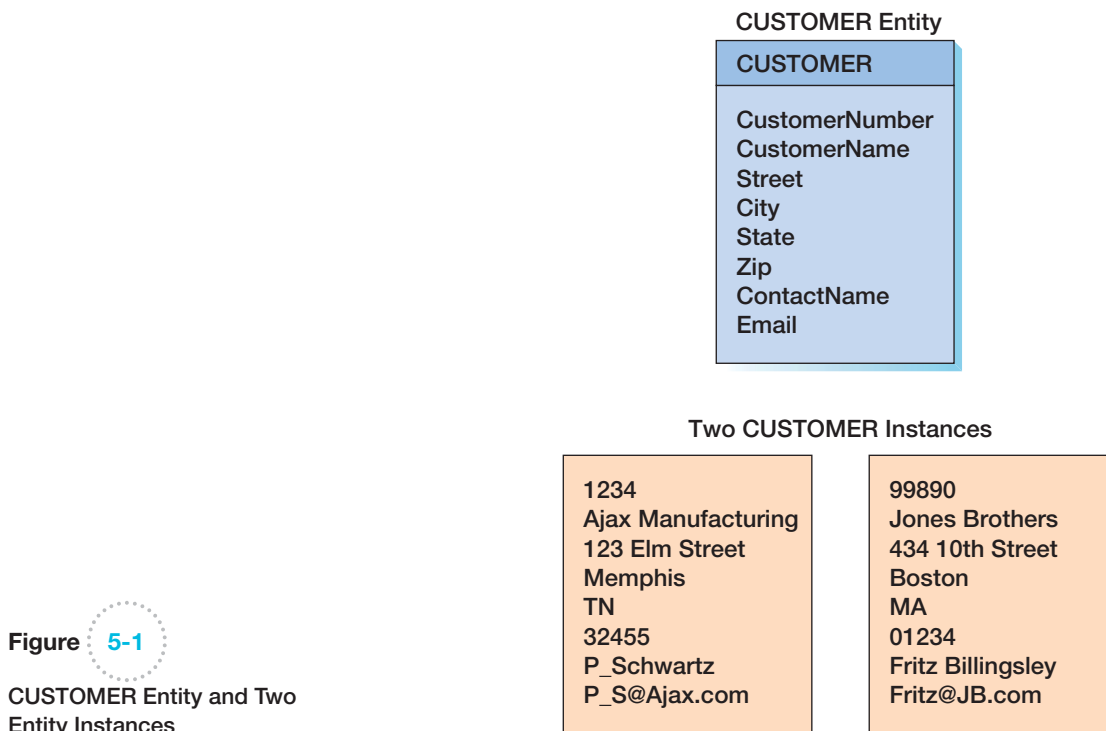 CUSTOMER Entity
CUSTOMER
CustomerNumber
CustomerName
Street
City
State
Zip
ContactName
Email
Two CUSTOMER Instances
1234
Ajax Manufacturing
123 Elm Street
Memphis
TN
32455
P_Schwartz
P_S@Ajax.com
99890
Jones Brothers
434 10th Street
Boston
MA
01234
Fritz Billingsley
Fritz@JB.com
Figure 5-1
CUSTOMER Entity and Two
Entity Instances